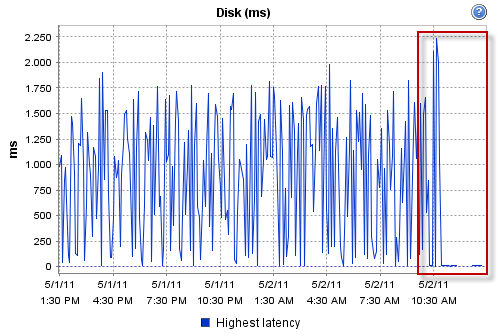 Disk (ms)
?
2.250
2.000
1.750
1.500
1.250
1.000
750
500
250
0
ms
5/1/11 5/1/11 5/1/11 5/1/11 5/2/11 5/2/11 5/2/11 5/2/11
1:30 PM 4:30 PM 7:30 PM 10:30 PM 1:30 AM 4:30 AM 7:30 AM 10:30 AM
Highest latency